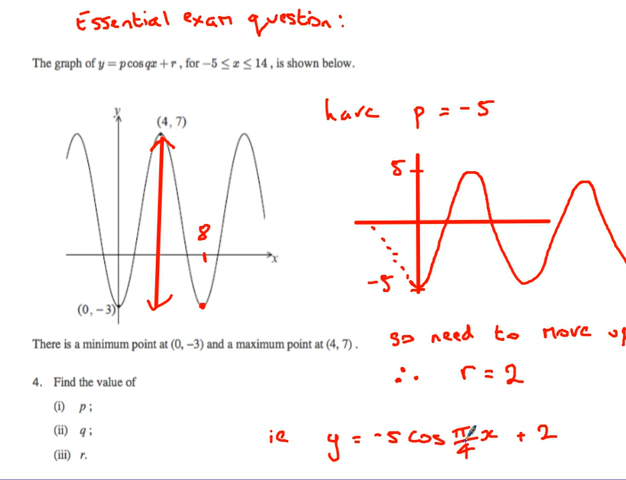 Essential exam question:
The graph of y = p cos qx + r, for −5 ≤ x ≤ 14, is shown below.
have p = -5
y
(4, 7)
5
8
x
-5
(0, −3)
There is a minimum point at (0, −3) and a maximum point at (4, 7).
so need to move up
∴ r = 2
4. Find the value of
(i) p;
(ii) q;
(iii) r.
ie y = -5 cos π/4 x + 2